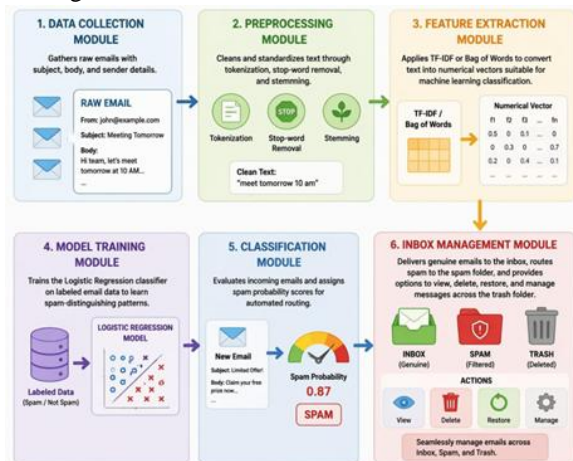 1. DATA COLLECTION
MODULE
Gathers raw emails with
subject, body, and sender details.
RAW EMAIL
From: john@example.com
Subject: Meeting Tomorrow
Body:
Hi team, let's meet
tomorrow at 10 AM...
...
2. PREPROCESSING
MODULE
Cleans and standardizes text through
tokenization, stop-word removal,
and stemming.
STOP
Tokenization
Stop-word
Removal
Stemming
Clean Text:
"meet tomorrow 10 am"
3. FEATURE EXTRACTION
MODULE
Applies TF-IDF or Bag of Words to convert
text into numerical vectors suitable for
machine learning classification.
TF-IDF /
Bag of Words
Numerical Vector
f1 f2 f3 ... fn
0.5 0 0.1 ... 0
0 0.3 0 ... 0.7
0.2 0 0.4 ... 0.1
... ... ... ... ...
4. MODEL TRAINING
MODULE
Trains the Logistic Regression classifier
on labeled email data to learn
spam-distinguishing patterns.
LOGISTIC REGRESSION
MODEL
Labeled Data
(Spam / Not Spam)
5. CLASSIFICATION
MODULE
Evaluates incoming emails and assigns
spam probability scores for
automated routing.
New Email
Subject: Limited Offer!
Body: Claim your free
prize now...
...
Spam Probability
0.87
SPAM
6. INBOX MANAGEMENT MODULE
Delivers genuine emails to the inbox, routes
spam to the spam folder, and provides
options to view, delete, restore, and manage
messages across the trash folder.
INBOX
(Genuine)
SPAM
(Filtered)
TRASH
(Deleted)
ACTIONS
View
Delete
Restore
Manage
Seamlessly manage emails across
Inbox, Spam, and Trash.